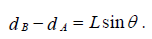 d_B − d_A = L sin θ.